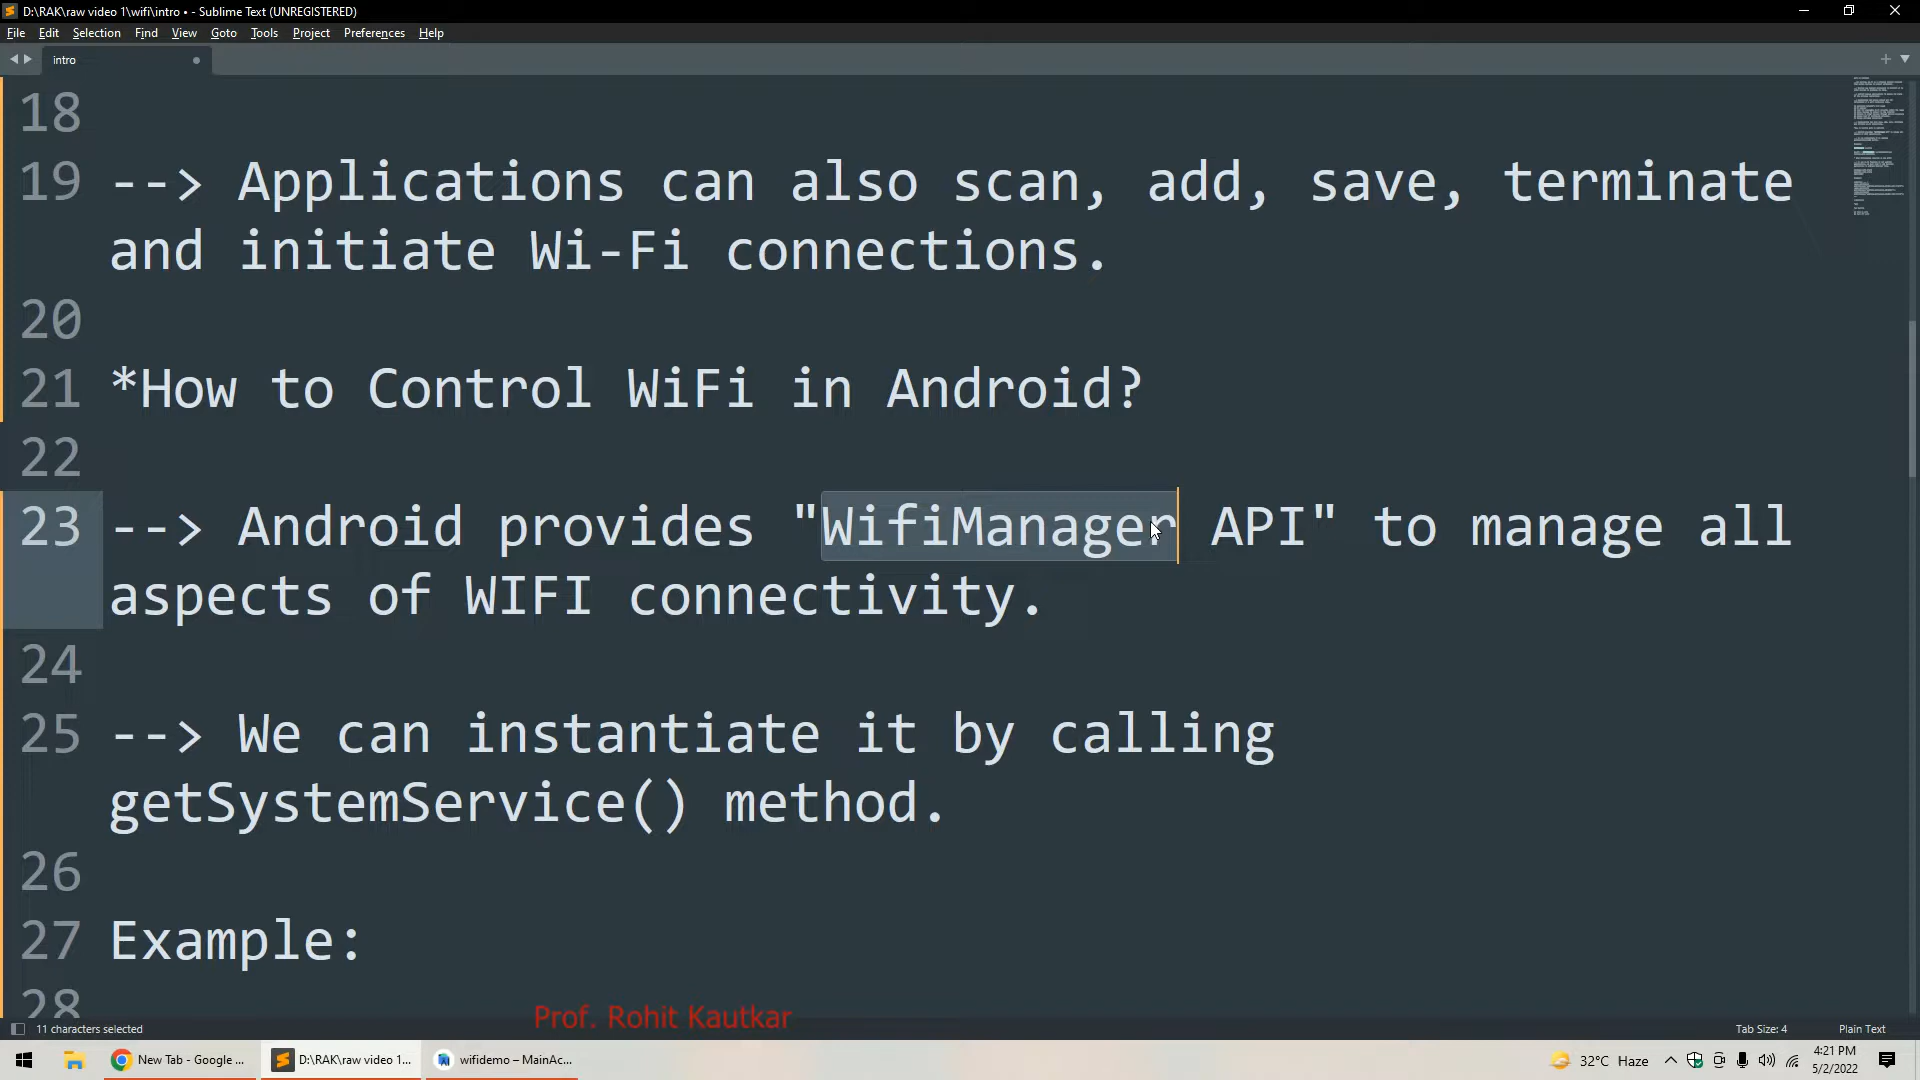 D:\RAK\raw video 1\wifi\intro • - Sublime Text (UNREGISTERED)
File Edit Selection Find View Goto Tools Project Preferences Help
intro
18
19 --> Applications can also scan, add, save, terminate
and initiate Wi-Fi connections.
20
21 *How to Control WiFi in Android?
22
23 --> Android provides "WifiManager API" to manage all
aspects of WIFI connectivity.
24
25 --> We can instantiate it by calling
getSystemService() method.
26
27 Example:
28
Prof. Rohit Kautkar
11 characters selected Tab Size: 4 Plain Text
New Tab - Google ... D:\RAK\raw video 1... wifidemo – MainAc... 32°C Haze 4:21 PM
5/2/2022